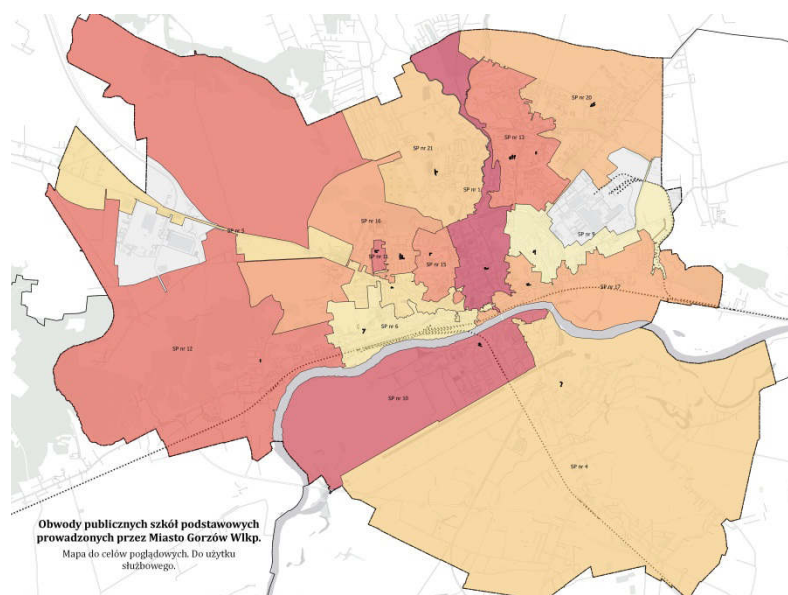 SP nr 20
SP nr 13
SP nr 21
SP nr 1
SP nr 16
SP nr 9
SP nr 3
SP nr 11
SP nr 15
SP nr 17
SP nr 6
SP nr 12
SP nr 10
SP nr 4
Obwody publicznych szkół podstawowych
prowadzonych przez Miasto Gorzów Wlkp.
Mapa do celów poglądowych. Do użytku
służbowego.